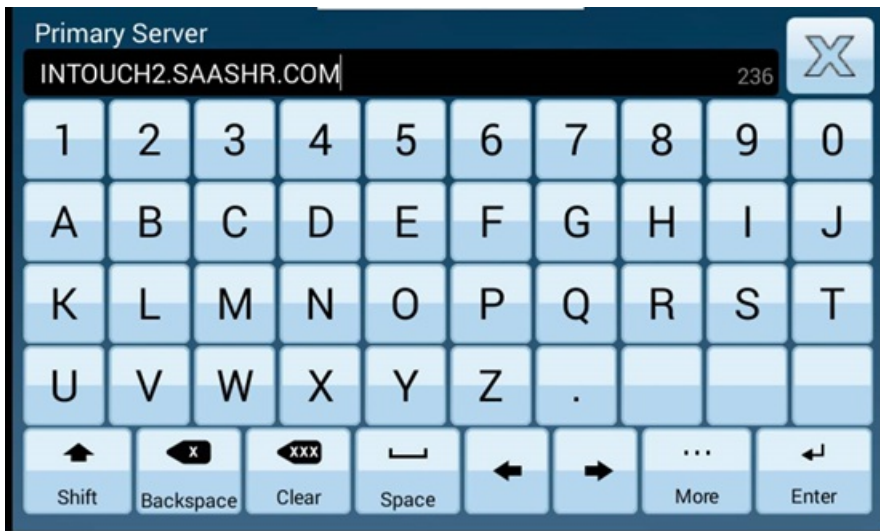 Primary Server
INTOUCH2.SAASHR.COM 236
X
1 2 3 4 5 6 7 8 9 0
A B C D E F G H I J
K L M N O P Q R S T
U V W X Y Z .
X XXX ...
Shift Backspace Clear Space More Enter